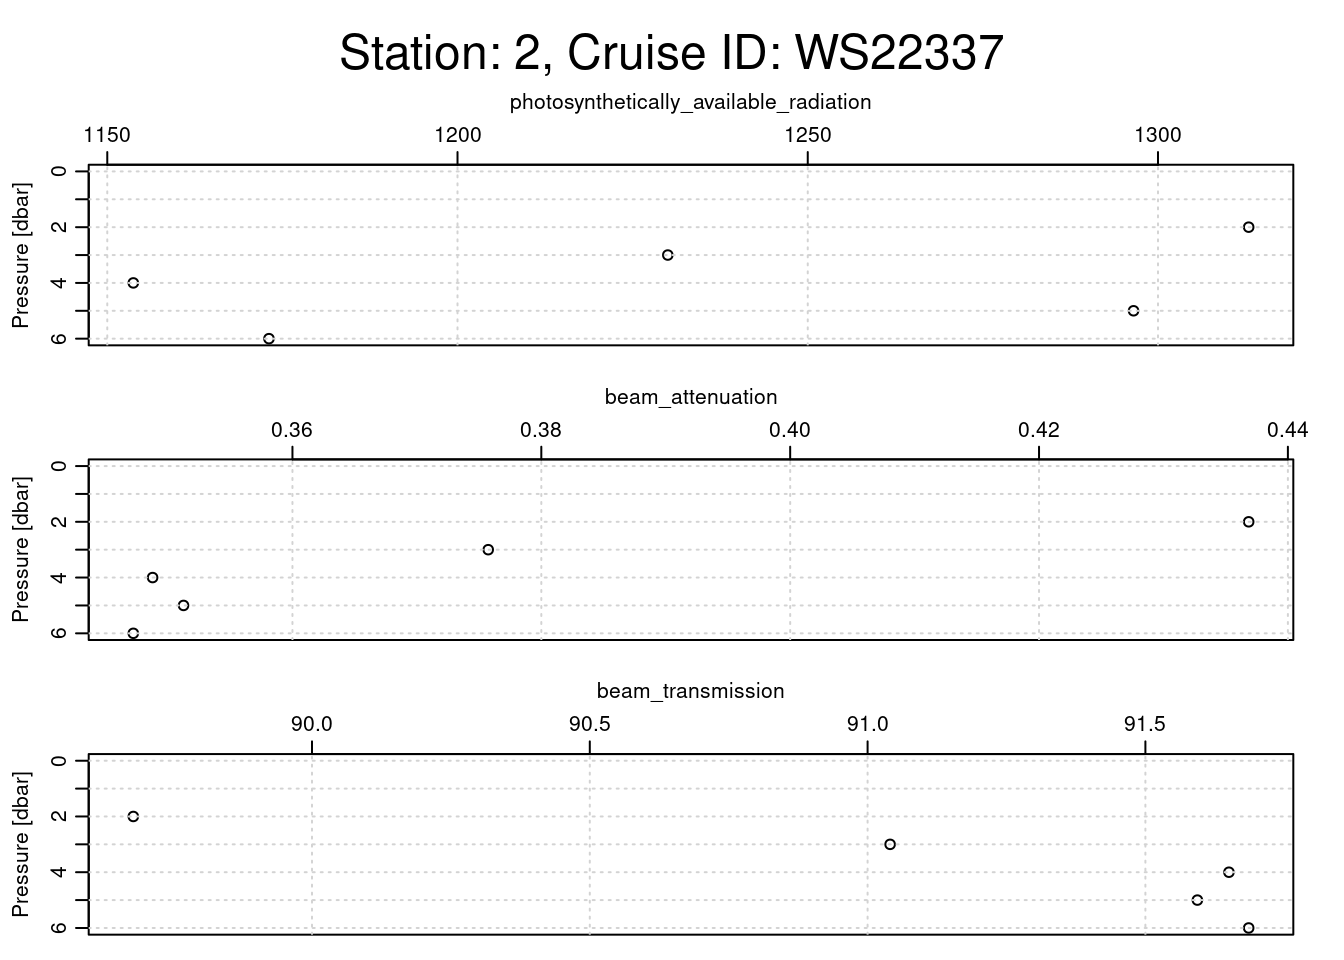 Station: 2, Cruise ID: WS22337
photosynthetically_available_radiation
1150 1200 1250 1300
Pressure [dbar]
0
2
4
6
beam_attenuation
0.36 0.38 0.40 0.42 0.44
Pressure [dbar]
0
2
4
6
beam_transmission
90.0 90.5 91.0 91.5
Pressure [dbar]
0
2
4
6